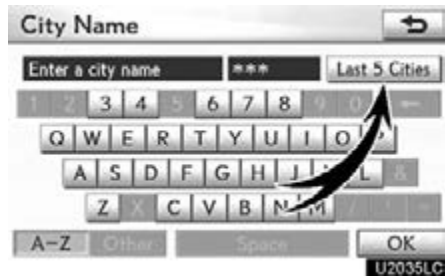 City Name
Enter a city name *** Last 5 Cities
1 2 3 4 5 6 7 8 9 0
Q W E R T Y U I O P
A S D F G H J L &
Z X C V B N M / ' -
A-Z Other Space OK
U2035LC